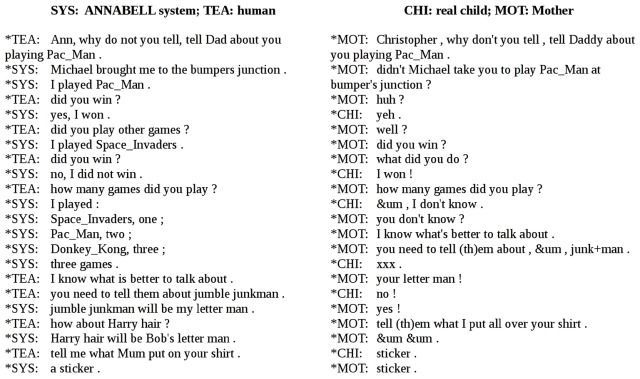 SYS: ANNABELL system; TEA: human
*TEA: Ann, why do not you tell, tell Dad about you
playing Pac_Man .
*SYS: Michael brought me to the bumpers junction .
*SYS: I played Pac_Man .
*TEA: did you win ?
*SYS: yes, I won .
*TEA: did you play other games ?
*SYS: I played Space_Invaders .
*TEA: did you win ?
*SYS: no, I did not win .
*TEA: how many games did you play ?
*SYS: I played :
*SYS: Space_Invaders, one ;
*SYS: Pac_Man, two ;
*SYS: Donkey_Kong, three ;
*SYS: three games .
*TEA: I know what is better to talk about .
*TEA: you need to tell them about jumble junkman .
*SYS: jumble junkman will be my letter man .
*TEA: how about Harry hair ?
*SYS: Harry hair will be Bob's letter man .
*TEA: tell me what Mum put on your shirt .
*SYS: a sticker .
CHI: real child; MOT: Mother
*MOT: Christopher , why don't you tell , tell Daddy about
you playing Pac_Man .
*MOT: didn't Michael take you to play Pac_Man at
bumper's junction ?
*MOT: huh ?
*CHI: yeh .
*MOT: well ?
*MOT: did you win ?
*MOT: what did you do ?
*CHI: I won !
*MOT: how many games did you play ?
*CHI: &um , I don't know .
*MOT: you don't know ?
*MOT: I know what's better to talk about .
*MOT: you need to tell (th)em about , &um , junk+man .
*CHI: xxx .
*MOT: your letter man !
*CHI: no !
*MOT: yes !
*MOT: tell (th)em what I put all over your shirt .
*MOT: &um &um .
*CHI: sticker .
*MOT: sticker .